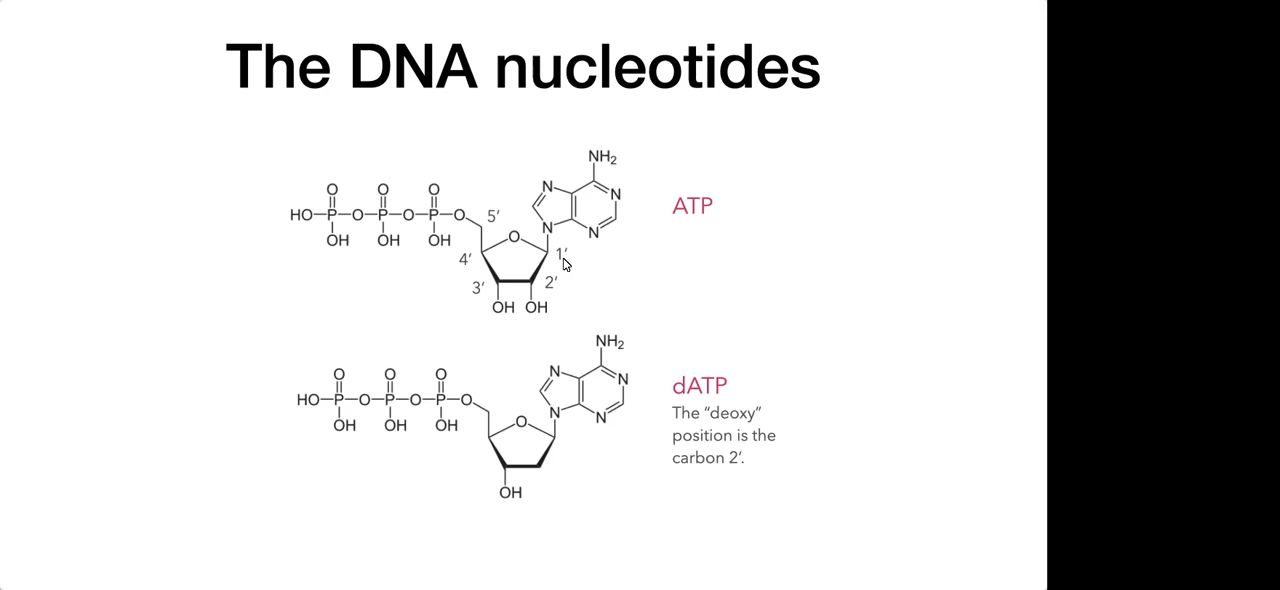 The DNA nucleotides
NH2
O O O N N
HO P O P O P O 5′ N N
OH OH OH O
4′ 1′
3′ 2′
OH OH
ATP
NH2
O O O N N
HO P O P O P O N N
OH OH OH O
OH
dATP
The “deoxy”
position is the
carbon 2′.